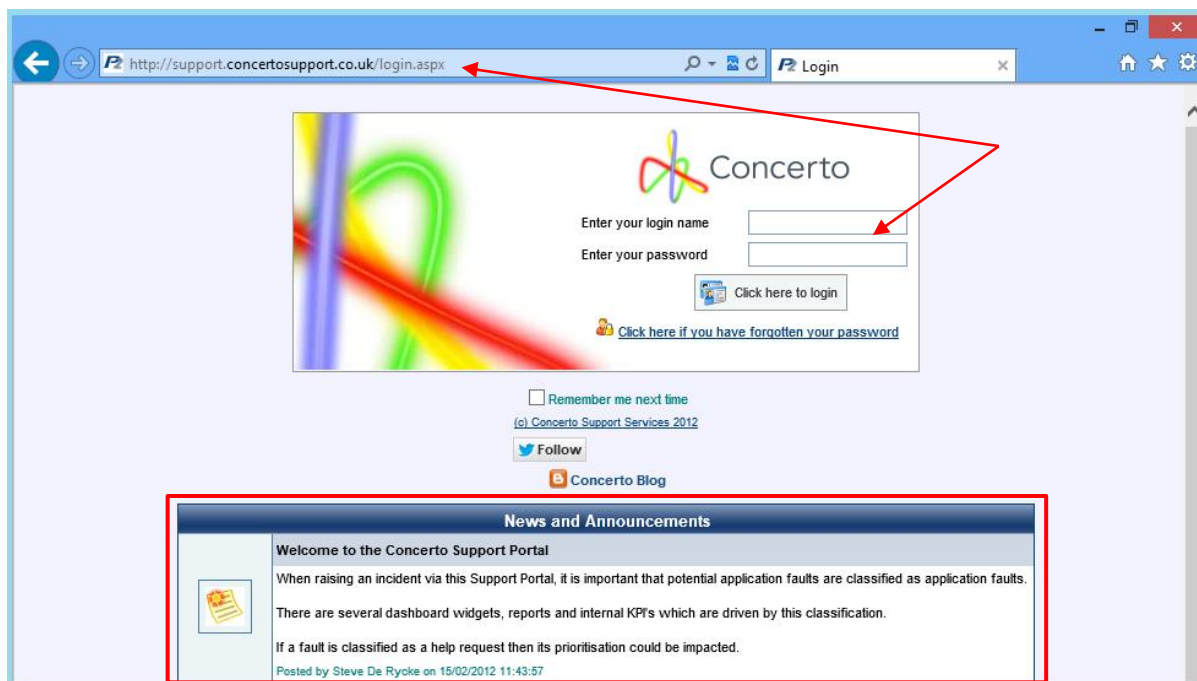 http://support.concertosupport.co.uk/login.aspx
Login
Concerto
Enter your login name
Enter your password
Click here to login
Click here if you have forgotten your password
Remember me next time
(c) Concerto Support Services 2012
Follow
Concerto Blog
News and Announcements
Welcome to the Concerto Support Portal
When raising an incident via this Support Portal, it is important that potential application faults are classified as application faults.
There are several dashboard widgets, reports and internal KPI's which are driven by this classification.
If a fault is classified as a help request then its prioritisation could be impacted.
Posted by Steve De Rycke on 15/02/2012 11:43:57